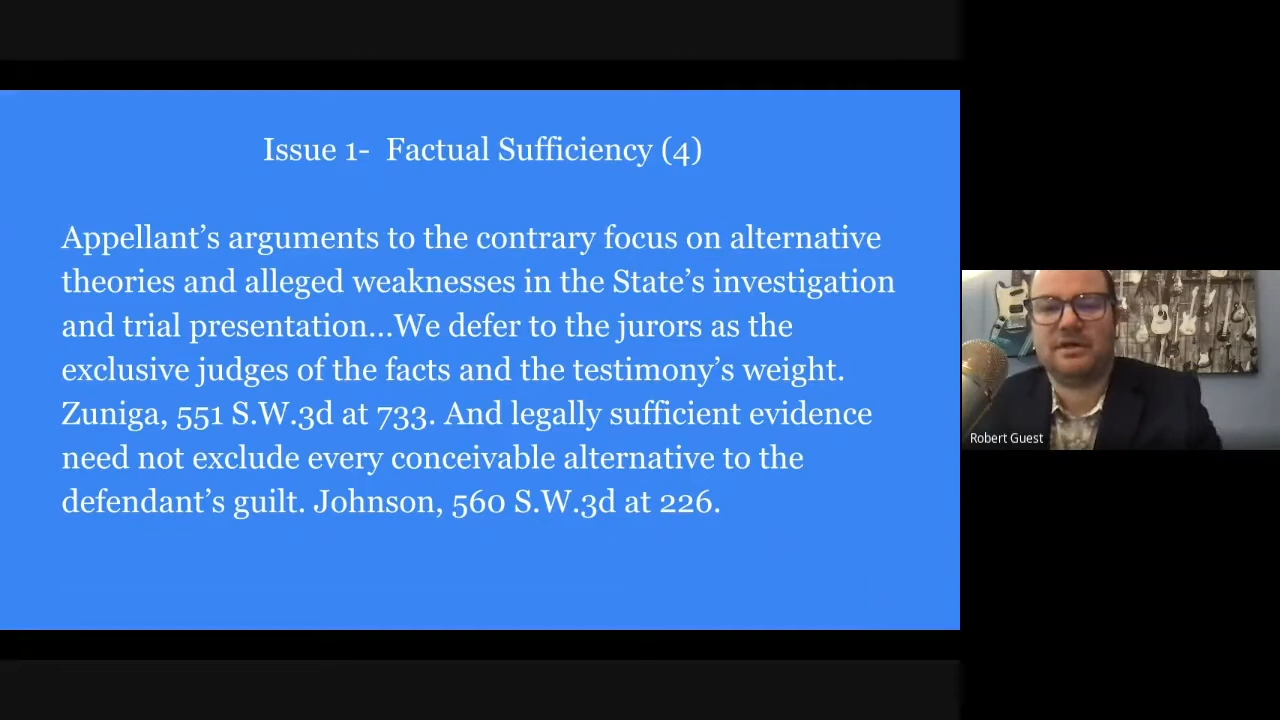 Issue 1-  Factual Sufficiency (4)
Appellant’s arguments to the contrary focus on alternative
theories and alleged weaknesses in the State’s investigation
and trial presentation...We defer to the jurors as the
exclusive judges of the facts and the testimony’s weight.
Zuniga, 551 S.W.3d at 733. And legally sufficient evidence
need not exclude every conceivable alternative to the
defendant’s guilt. Johnson, 560 S.W.3d at 226.
Robert Guest